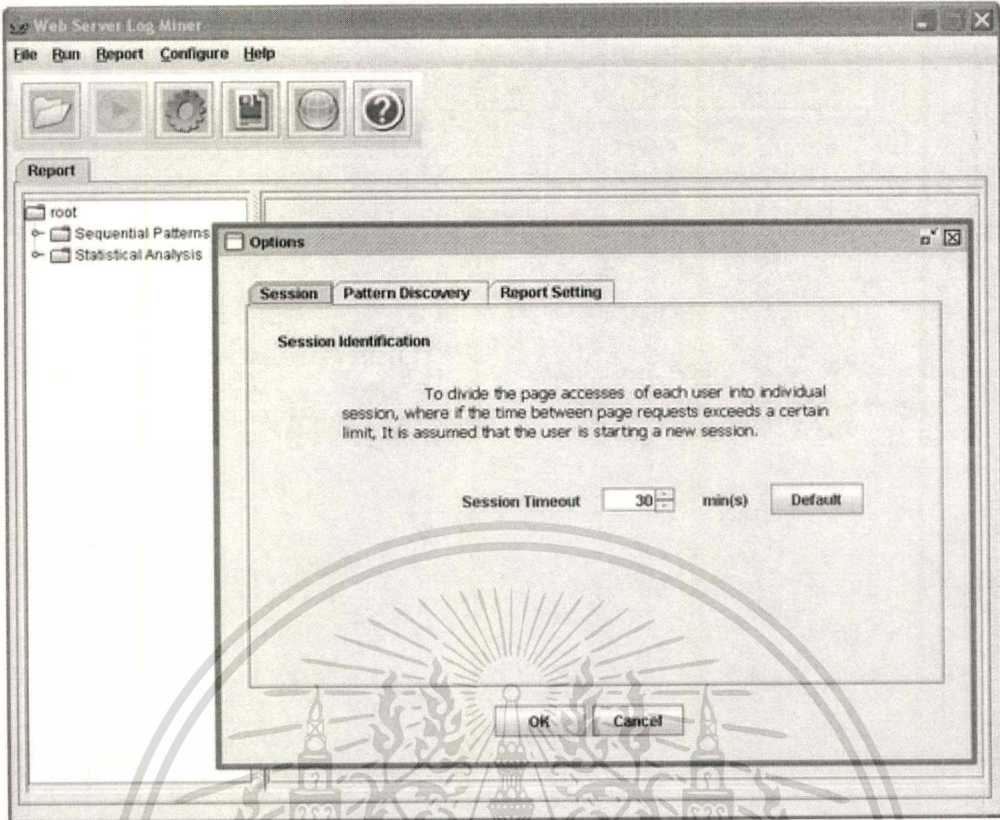 Web Server Log Miner
File Run Report Configure Help
Report
root
Sequential Patterns
Statistical Analysis
Options
Session Pattern Discovery Report Setting
Session Identification
To divide the page accesses of each user into individual
session, where if the time between page requests exceeds a certain
limit, It is assumed that the user is starting a new session.
Session Timeout 30 min(s) Default
OK Cancel